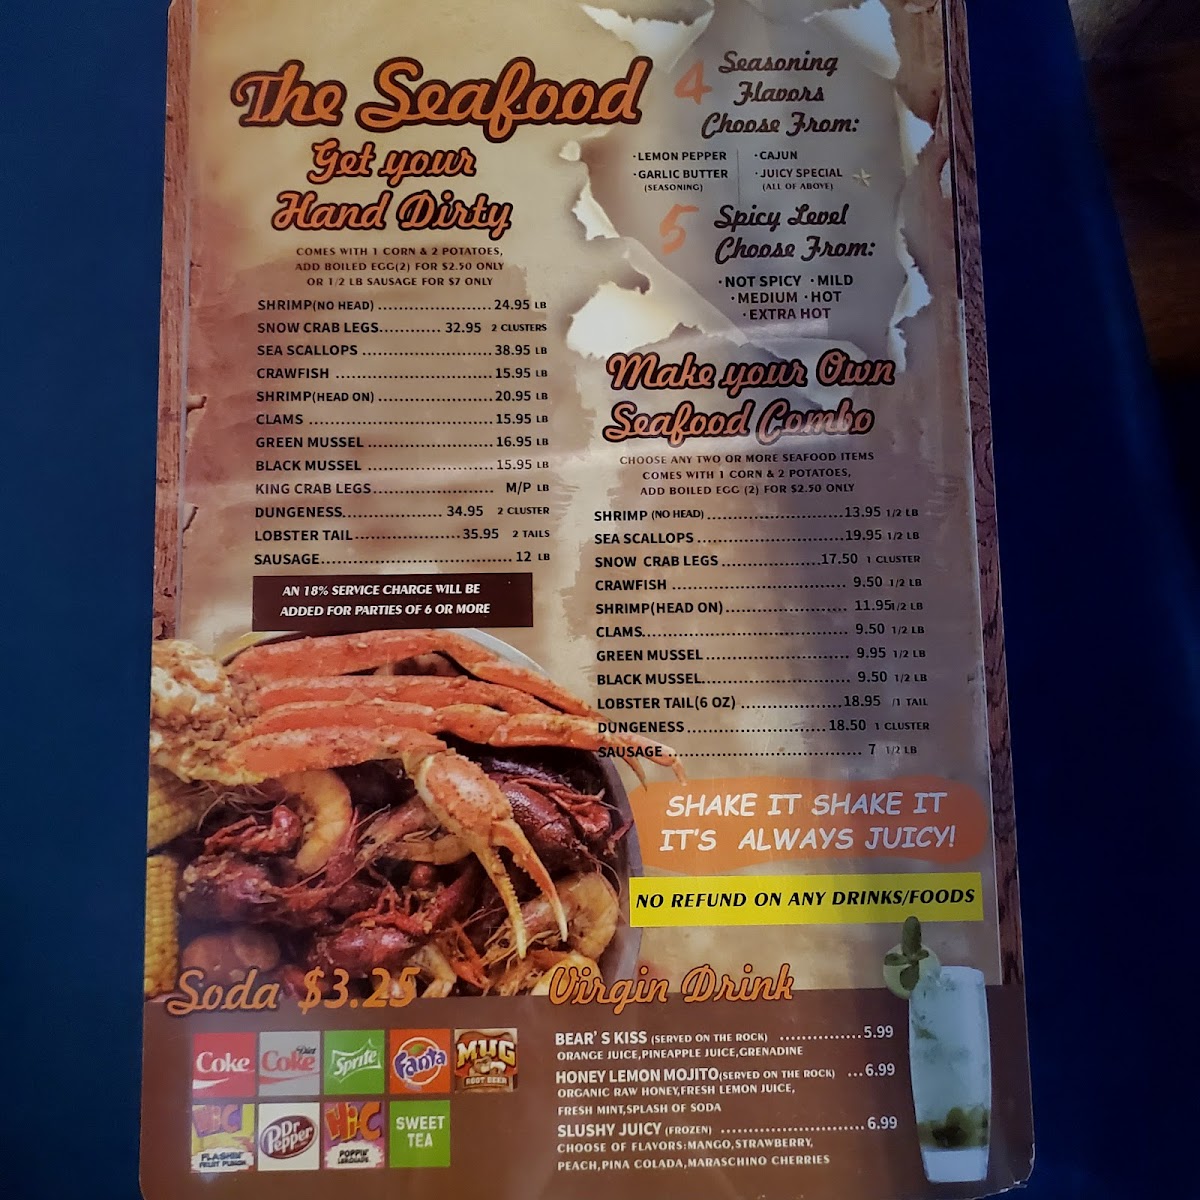 The Seafood
Get your
Hand Dirty
COMES WITH 1 CORN & 2 POTATOES,
ADD BOILED EGG(2) FOR $2.50 ONLY
OR 1/2 LB SAUSAGE FOR $7 ONLY
SHRIMP(NO HEAD) ........................24.95 LB
SNOW CRAB LEGS............ 32.95 2 CLUSTERS
SEA SCALLOPS ...........................38.95 LB
CRAWFISH ................................15.95 LB
SHRIMP(HEAD ON) ........................20.95 LB
CLAMS .....................................15.95 LB
GREEN MUSSEL ..........................16.95 LB
BLACK MUSSEL ..........................15.95 LB
KING CRAB LEGS......................... M/P LB
DUNGENESS.................... 34.95 2 CLUSTER
LOBSTER TAIL.....................35.95 2 TAILS
SAUSAGE...................................... 12 LB
AN 18% SERVICE CHARGE WILL BE
ADDED FOR PARTIES OF 6 OR MORE
4 Seasoning
Flavors
Choose From:
·LEMON PEPPER ·CAJUN
·GARLIC BUTTER ·JUICY SPECIAL
(SEASONING) (ALL OF ABOVE)
5 Spicy Level
Choose From:
·NOT SPICY ·MILD
·MEDIUM ·HOT
·EXTRA HOT
Make your Own
Seafood Combo
CHOOSE ANY TWO OR MORE SEAFOOD ITEMS
COMES WITH 1 CORN & 2 POTATOES,
ADD BOILED EGG (2) FOR $2.50 ONLY
SHRIMP (NO HEAD) ...........................13.95 1/2 LB
SEA SCALLOPS .............................19.95 1/2 LB
SNOW CRAB LEGS ....................17.50 1 CLUSTER
CRAWFISH ................................... 9.50 1/2 LB
SHRIMP(HEAD ON)........................ 11.95 1/2 LB
CLAMS......................................... 9.50 1/2 LB
GREEN MUSSEL............................ 9.95 1/2 LB
BLACK MUSSEL............................. 9.50 1/2 LB
LOBSTER TAIL(6 OZ) ....................18.95 /1 TAIL
DUNGENESS ............................18.50 1 CLUSTER
SAUSAGE ....................................... 7 1/2 LB
SHAKE IT SHAKE IT
IT'S ALWAYS JUICY!
NO REFUND ON ANY DRINKS/FOODS
Soda $3.25
Coke Diet Coke Sprite Fanta MUG ROOT BEER
Hi-C FLASHIN' FRUIT PUNCH Dr Pepper Hi-C POPPIN' LEMONADE SWEET TEA
Virgin Drink
BEAR'S KISS (SERVED ON THE ROCK) ................5.99
ORANGE JUICE,PINEAPPLE JUICE,GRENADINE
HONEY LEMON MOJITO(SERVED ON THE ROCK) ...6.99
ORGANIC RAW HONEY,FRESH LEMON JUICE,
FRESH MINT,SPLASH OF SODA
SLUSHY JUICY (FROZEN) ............................6.99
CHOOSE OF FLAVORS:MANGO,STRAWBERRY,
PEACH,PINA COLADA,MARASCHINO CHERRIES